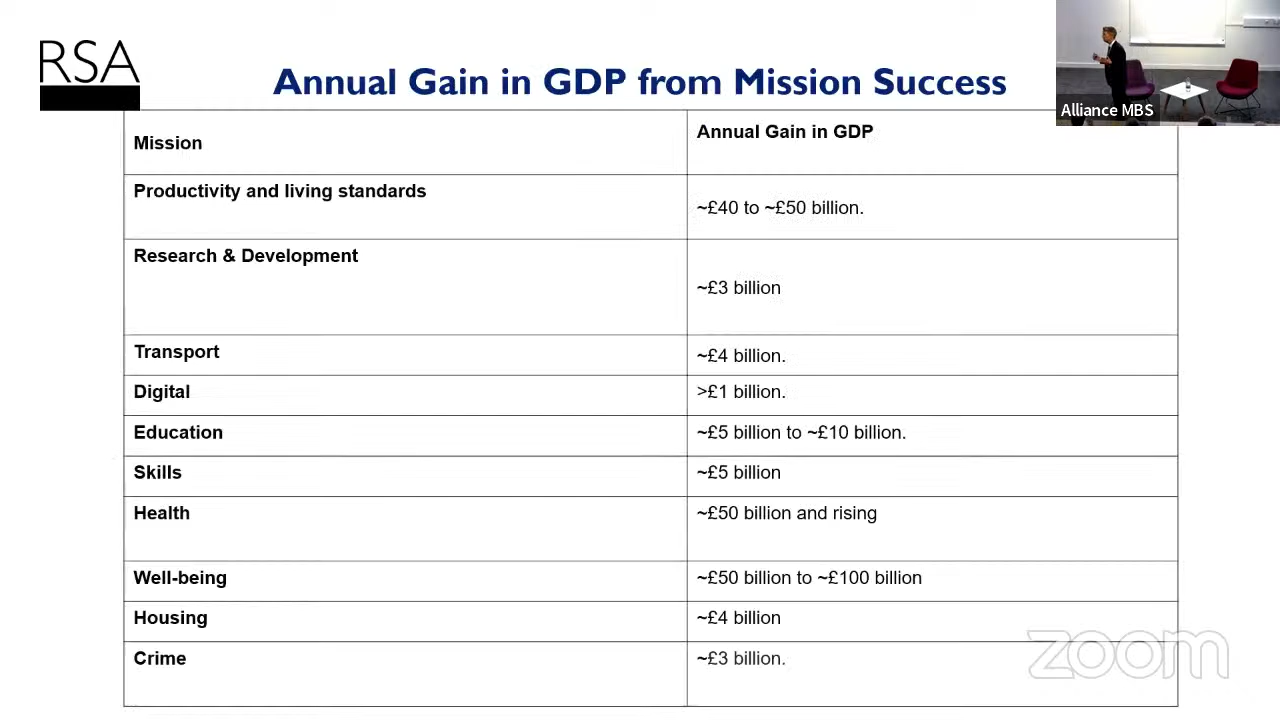 RSA
Annual Gain in GDP from Mission Success
Alliance MBS
Mission
Annual Gain in GDP
Productivity and living standards
~£40 to ~£50 billion.
Research & Development
~£3 billion
Transport
~£4 billion.
Digital
>£1 billion.
Education
~£5 billion to ~£10 billion.
Skills
~£5 billion
Health
~£50 billion and rising
Well-being
~£50 billion to ~£100 billion
Housing
~£4 billion
Crime
~£3 billion.
zoom